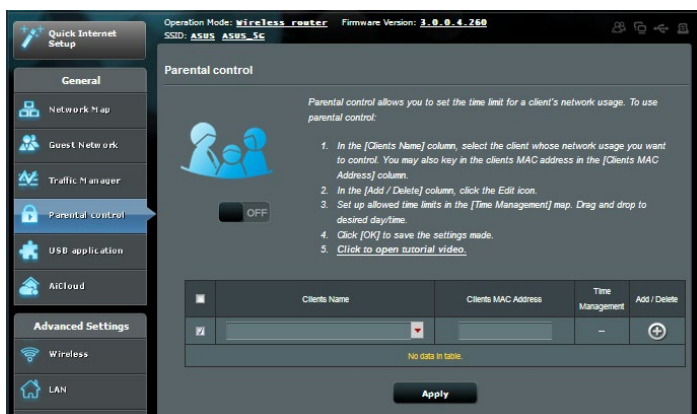 Quick Internet
Setup
Operation Mode: Wireless router Firmware Version: 3.0.0.4.260
SSID: ASUS ASUS_5G
General
Network Map
Guest Network
Traffic Manager
Parental control
USB application
AiCloud
Advanced Settings
Wireless
LAN
Parental control
Parental control allows you to set the time limit for a client's network usage. To use
parental control:
1. In the [Clients Name] column, select the client whose network usage you want
to control. You may also key in the clients MAC address in the [Clients MAC
Address] column.
2. In the [Add / Delete] column, click the Edit icon.
3. Set up allowed time limits in the [Time Management] map. Drag and drop to
desired day/time.
4. Click [OK] to save the settings made.
5. Click to open tutorial video.
OFF
Clients Name Clients MAC Address Time Management Add / Delete
--
No data in table.
Apply